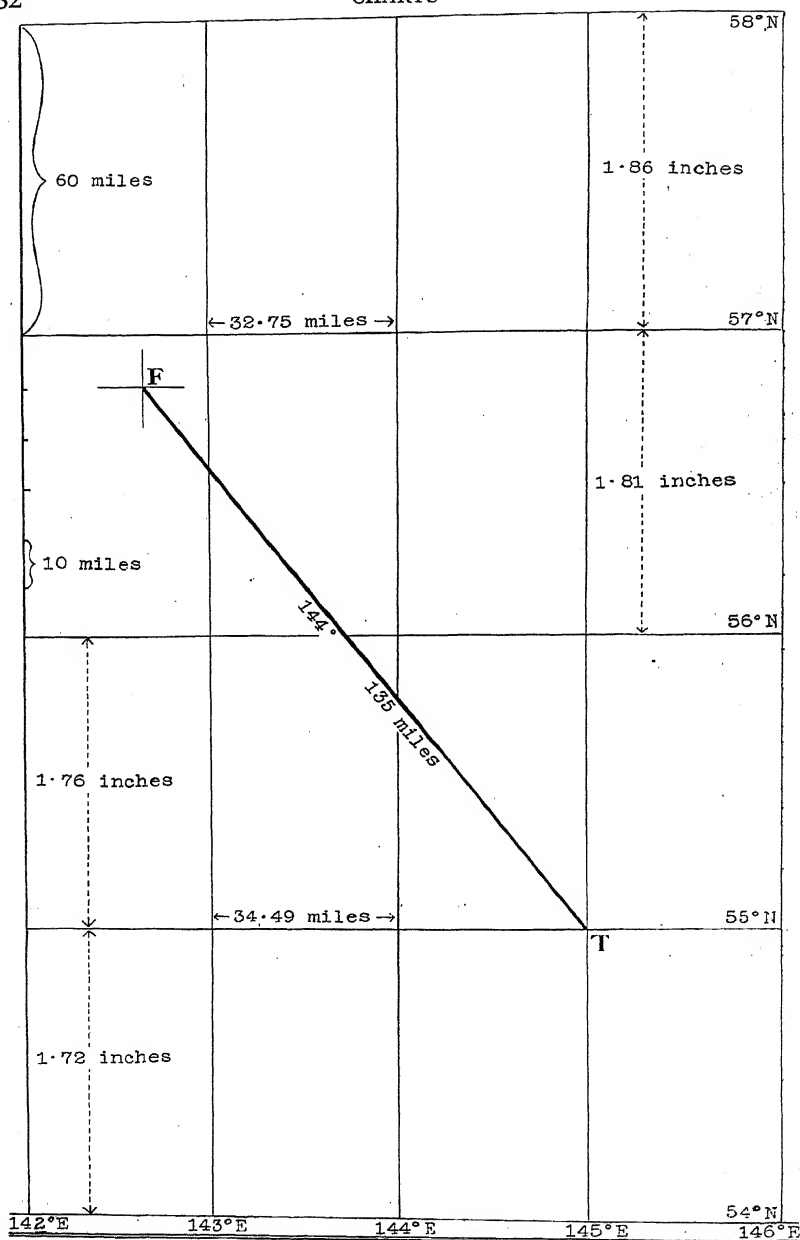 58°N
60 miles
1·86 inches
←32·75 miles→
57°N
F
1·81 inches
10 miles
144°
56°N
135 miles
1·76 inches
←34·49 miles→
55°N
T
1·72 inches
54°N
142°E 143°E 144°E 145°E 146°E